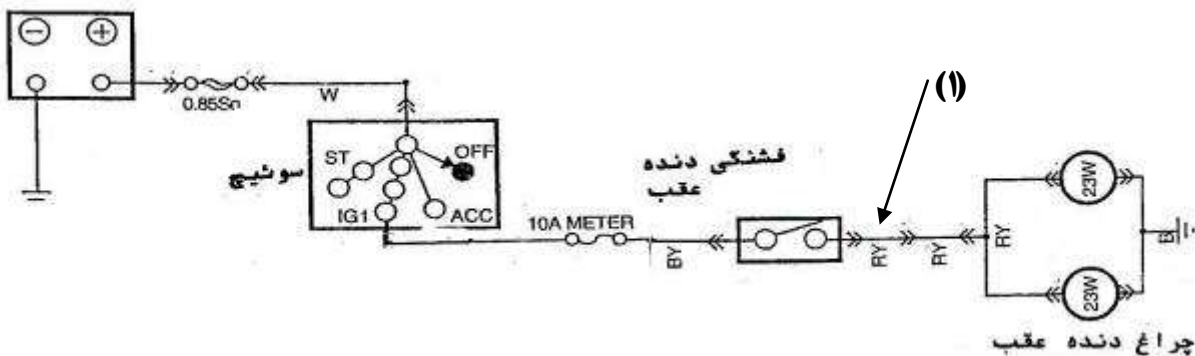 − +
0.85Sn
W
(۱)
ST
OFF
سوئیچ
IG1
ACC
فشنگی دنده
عقب
10A METER
BY
RY
RY
RY
23W
23W
B
چراغ دنده عقب